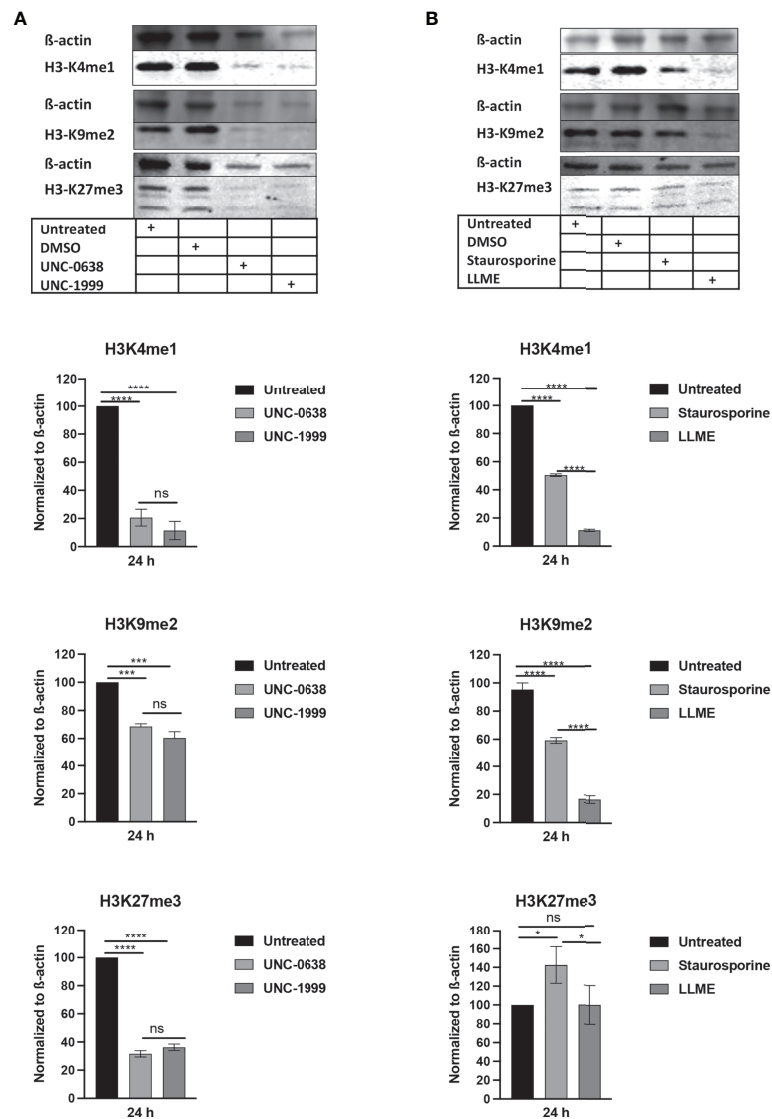 A
ß-actin
H3-K4me1
ß-actin
H3-K9me2
ß-actin
H3-K27me3
Untreated +
DMSO +
UNC-0638 +
UNC-1999 +
H3K4me1
Normalized to ß-actin
120
100
80
60
40
20
0
****
****
ns
24 h
Untreated
UNC-0638
UNC-1999
H3K9me2
Normalized to ß-actin
120
100
80
60
40
20
0
***
***
ns
24 h
Untreated
UNC-0638
UNC-1999
H3K27me3
Normalized to ß-actin
120
100
80
60
40
20
0
****
****
ns
24 h
Untreated
UNC-0638
UNC-1999
B
ß-actin
H3-K4me1
ß-actin
H3-K9me2
ß-actin
H3-K27me3
Untreated +
DMSO +
Staurosporine +
LLME +
H3K4me1
Normalized to ß-actin
120
100
80
60
40
20
0
****
****
****
24 h
Untreated
Staurosporine
LLME
H3K9me2
Normalized to ß-actin
120
100
80
60
40
20
0
****
****
****
24 h
Untreated
Staurosporine
LLME
H3K27me3
Normalized to ß-actin
180
160
140
120
100
80
60
40
20
0
ns
*
*
24 h
Untreated
Staurosporine
LLME